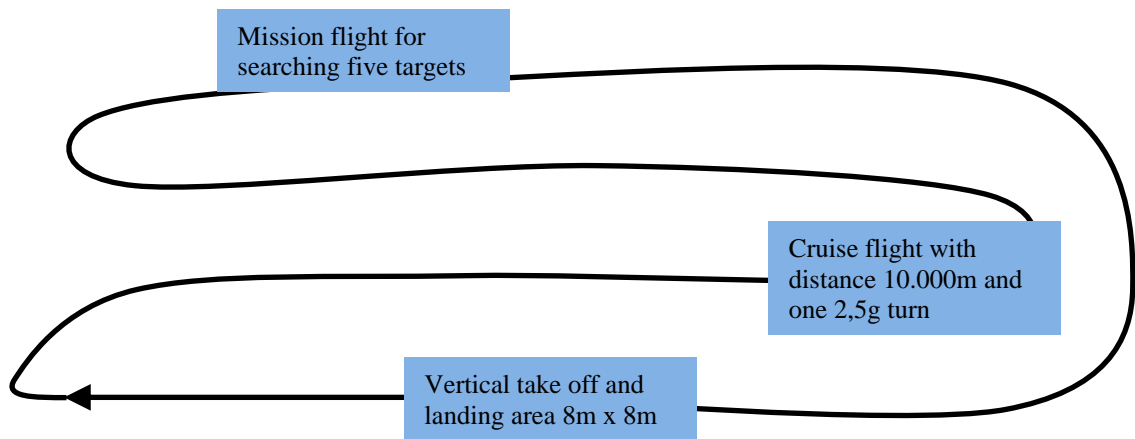 Mission flight for
searching five targets
Cruise flight with
distance 10.000m and
one 2,5g turn
Vertical take off and
landing area 8m x 8m